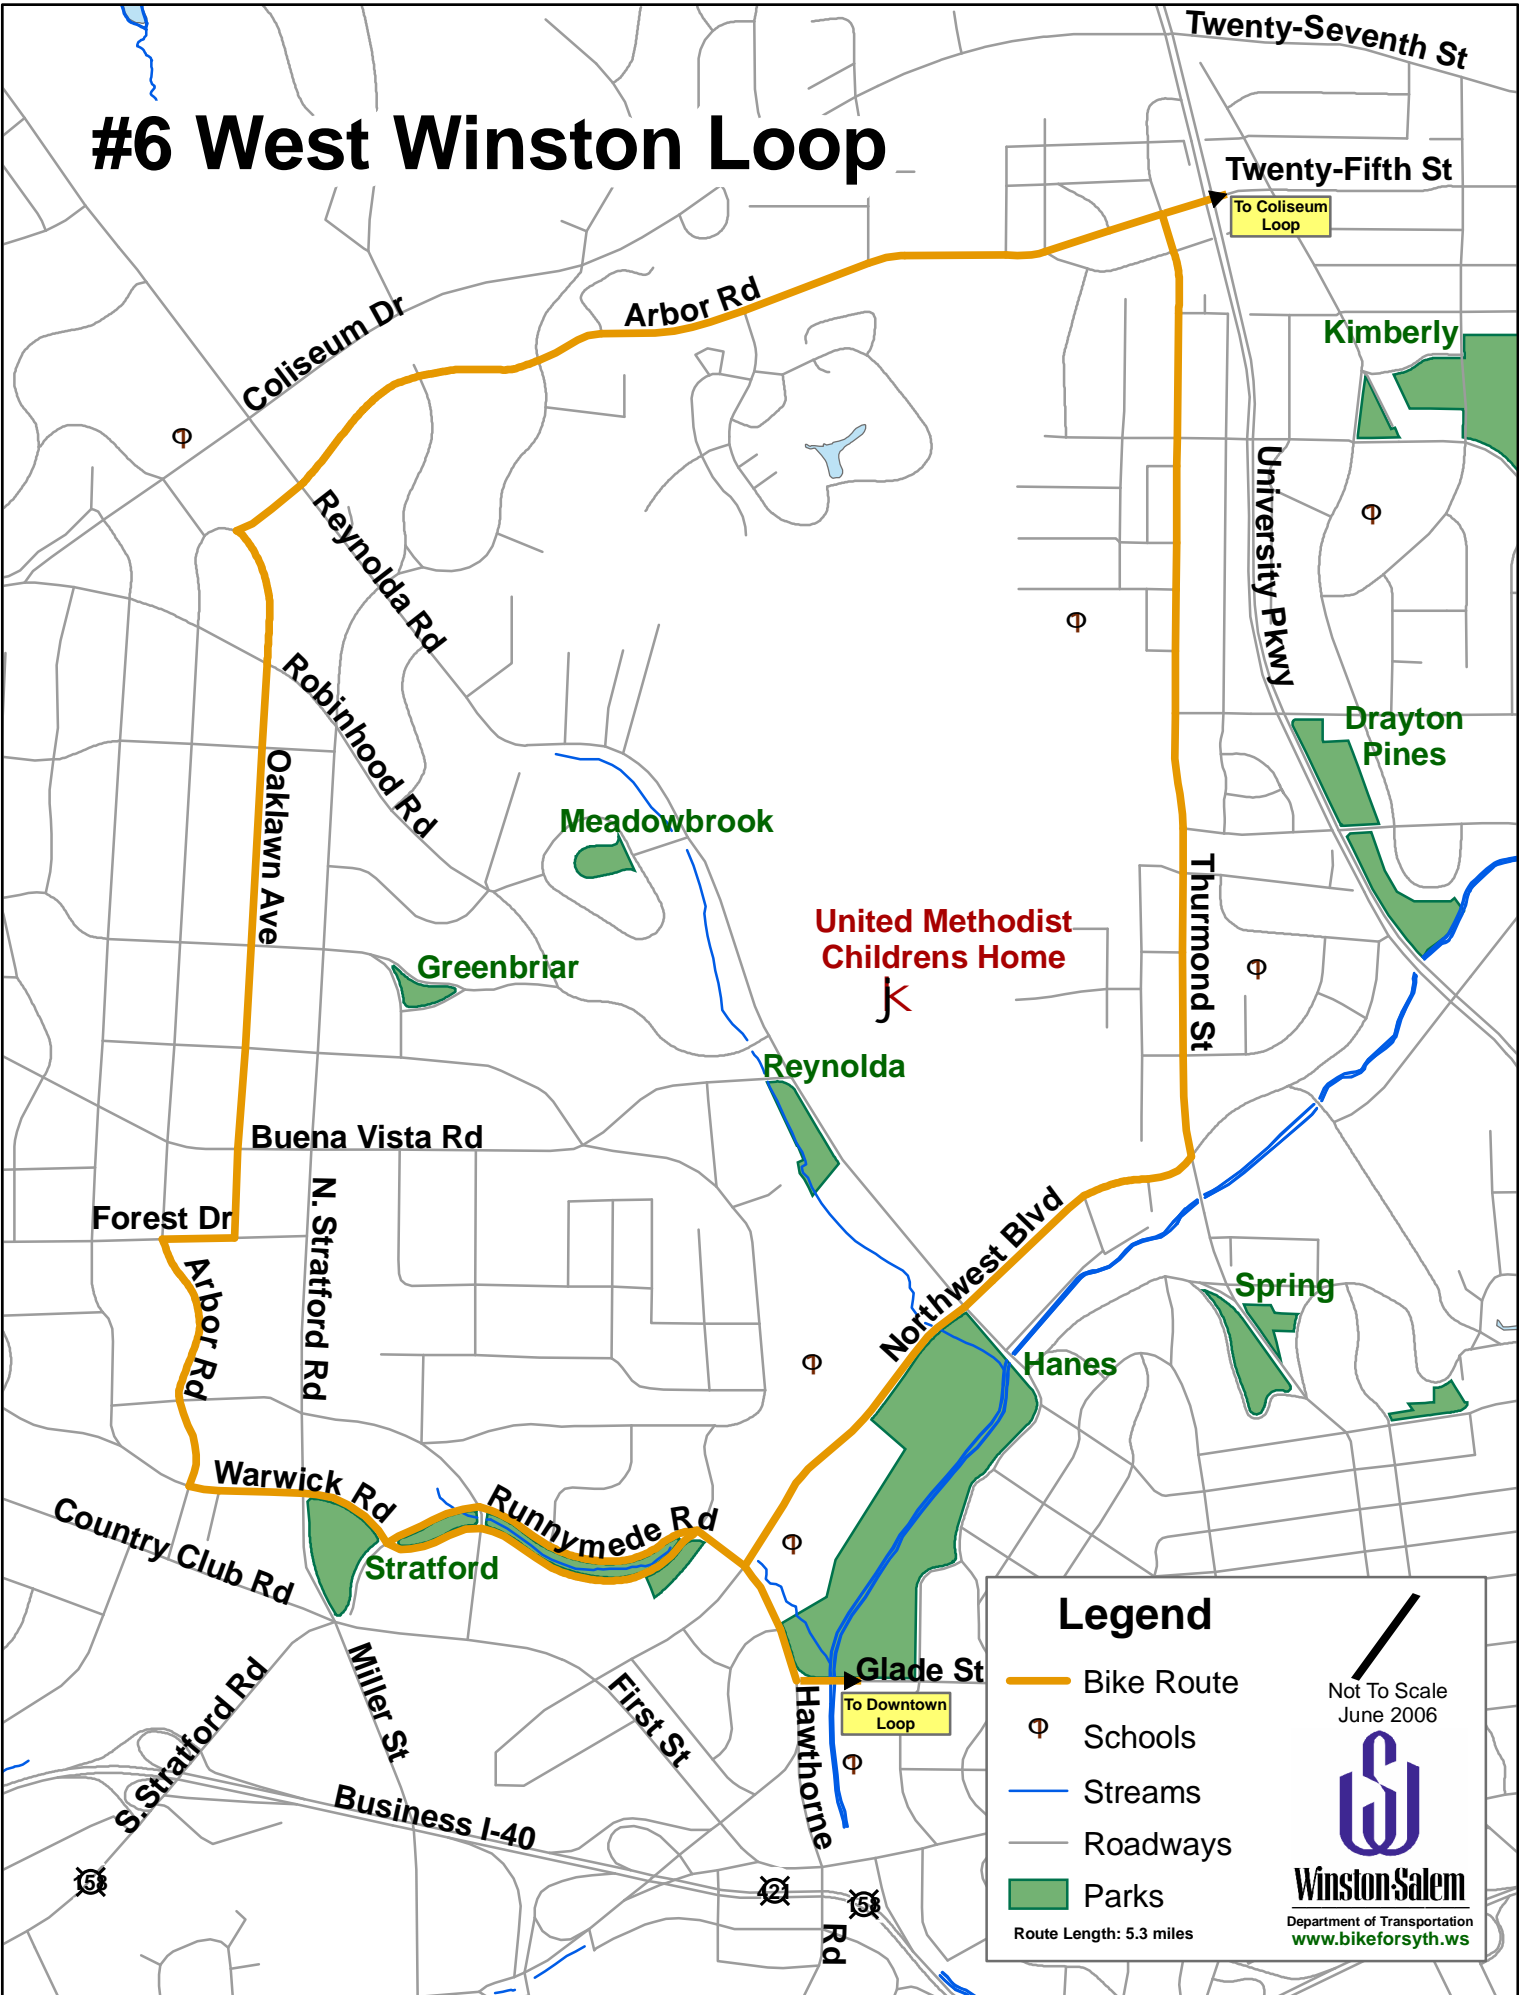 Twenty-Seventh St
#6 West Winston Loop
Twenty-Fifth St
To Coliseum
Loop
Arbor Rd
Coliseum Dr
Kimberly
Reynolda Rd
University Pkwy
Robinhood Rd
Drayton
Pines
Oaklawn Ave
Meadowbrook
Thurmond St
United Methodist
Childrens Home
Greenbriar
jK
Reynolda
Buena Vista Rd
N. Stratford Rd
Forest Dr
Northwest Blvd
Arbor Rd
Spring
Hanes
Warwick Rd
Runnymede Rd
Country Club Rd
Stratford
Glade St
To Downtown
Loop
Miller St
First St
S.Stratford Rd
Hawthorne
Rd
Business I-40
158
421
158
Legend
Bike Route
Schools
Streams
Roadways
Parks
Route Length: 5.3 miles
Not To Scale
June 2006
WS
Winston-Salem
Department of Transportation
www.bikeforsyth.ws